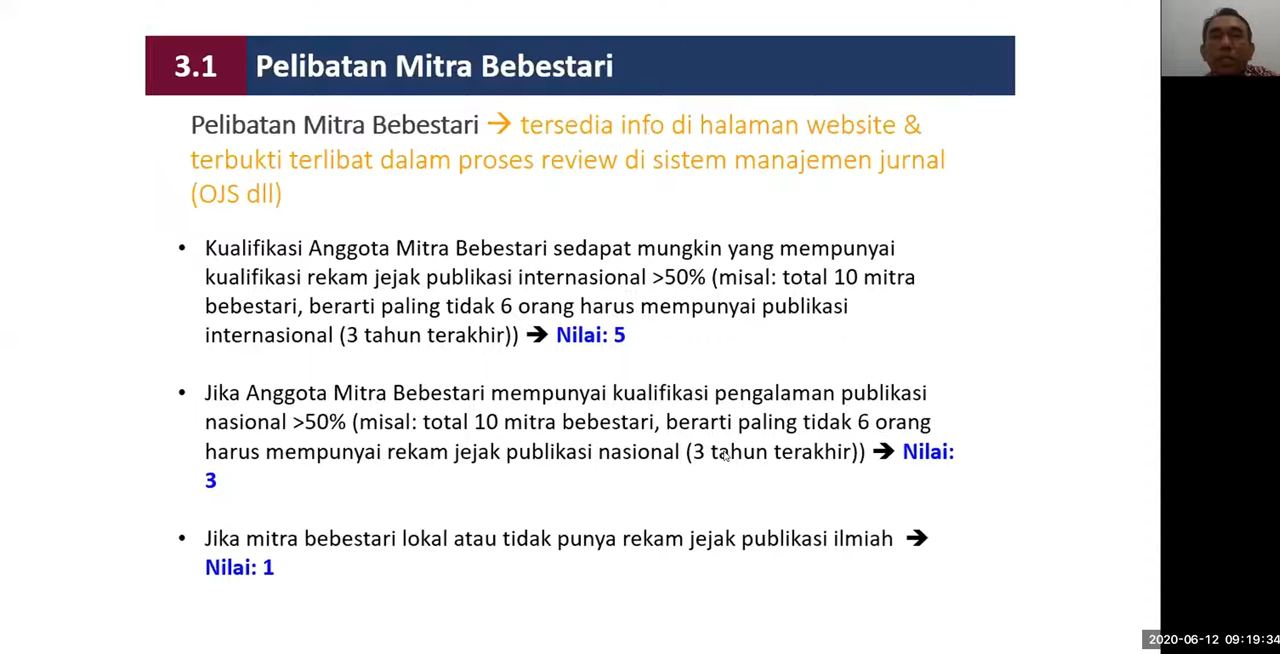 3.1 Pelibatan Mitra Bebestari
Pelibatan Mitra Bebestari → tersedia info di halaman website &
terbukti terlibat dalam proses review di sistem manajemen jurnal
(OJS dll)
• Kualifikasi Anggota Mitra Bebestari sedapat mungkin yang mempunyai
kualifikasi rekam jejak publikasi internasional >50% (misal: total 10 mitra
bebestari, berarti paling tidak 6 orang harus mempunyai publikasi
internasional (3 tahun terakhir)) → Nilai: 5
• Jika Anggota Mitra Bebestari mempunyai kualifikasi pengalaman publikasi
nasional >50% (misal: total 10 mitra bebestari, berarti paling tidak 6 orang
harus mempunyai rekam jejak publikasi nasional (3 tahun terakhir)) → Nilai:
3
• Jika mitra bebestari lokal atau tidak punya rekam jejak publikasi ilmiah →
Nilai: 1
2020-06-12 09:19:34